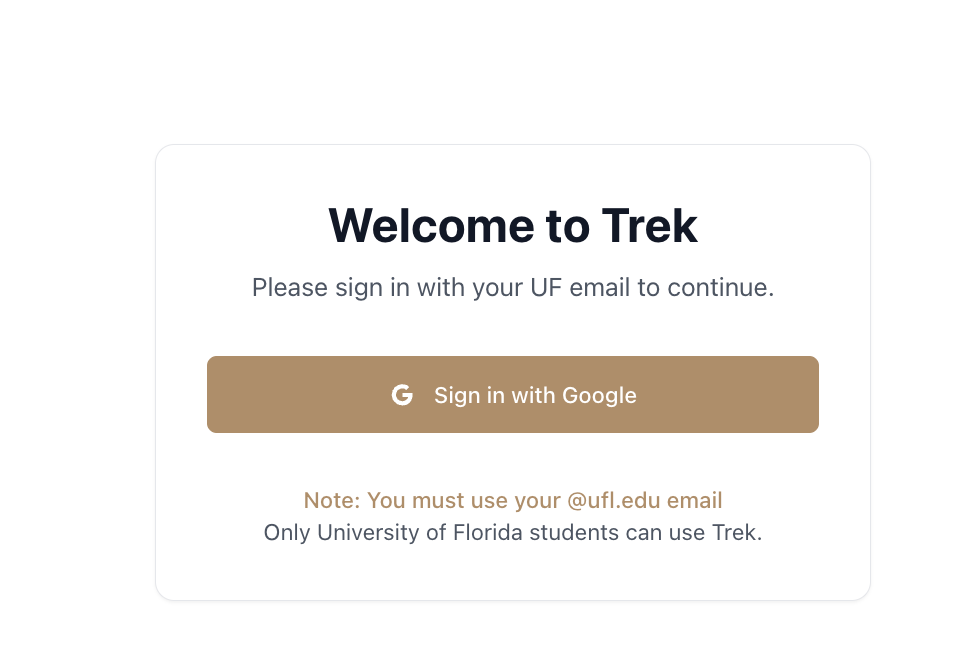 Welcome to Trek
Please sign in with your UF email to continue.
Sign in with Google
Note: You must use your @ufl.edu email
Only University of Florida students can use Trek.